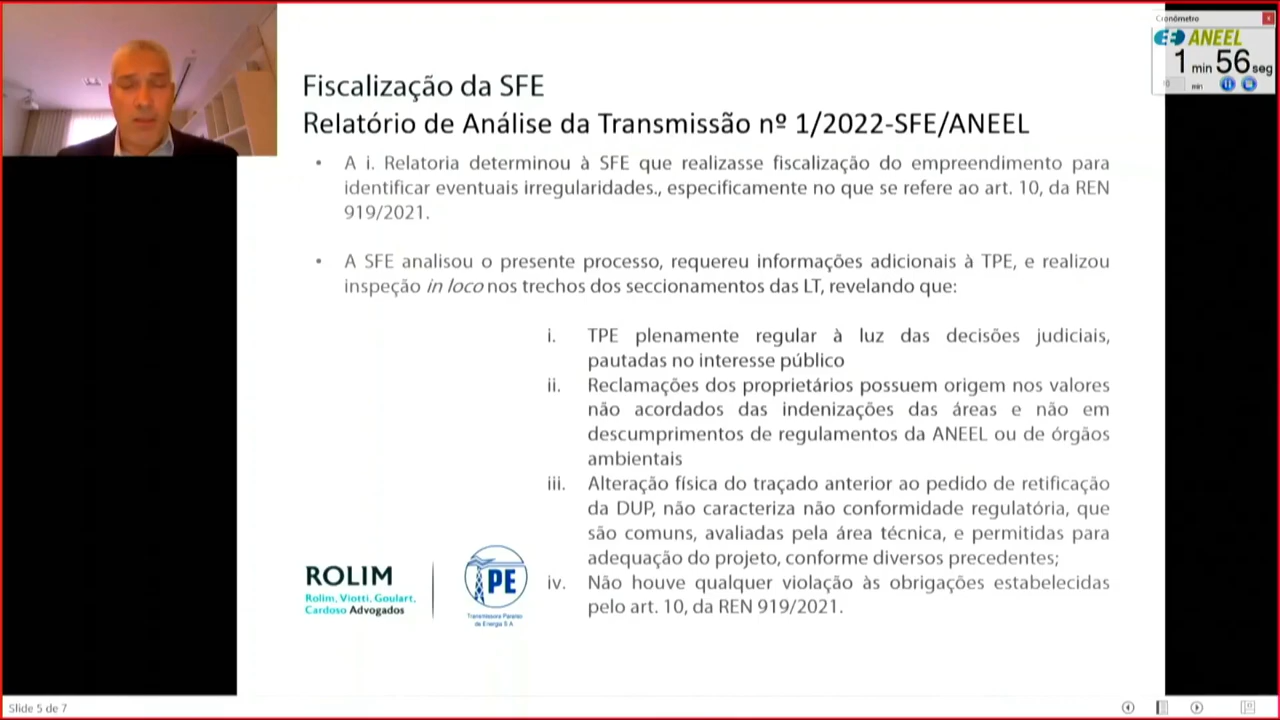 Cronômetro
ANEEL
1 min 56 seg
min
Fiscalização da SFE
Relatório de Análise da Transmissão nº 1/2022-SFE/ANEEL
• A i. Relatoria determinou à SFE que realizasse fiscalização do empreendimento para
identificar eventuais irregularidades., especificamente no que se refere ao art. 10, da REN
919/2021.
• A SFE analisou o presente processo, requereu informações adicionais à TPE, e realizou
inspeção in loco nos trechos dos seccionamentos das LT, revelando que:
i. TPE plenamente regular à luz das decisões judiciais,
pautadas no interesse público
ii. Reclamações dos proprietários possuem origem nos valores
não acordados das indenizações das áreas e não em
descumprimentos de regulamentos da ANEEL ou de órgãos
ambientais
iii. Alteração física do traçado anterior ao pedido de retificação
da DUP, não caracteriza não conformidade regulatória, que
são comuns, avaliadas pela área técnica, e permitidas para
adequação do projeto, conforme diversos precedentes;
iv. Não houve qualquer violação às obrigações estabelecidas
pelo art. 10, da REN 919/2021.
ROLIM
Rolim, Viotti, Goulart,
Cardoso Advogados
TPE
Transmissora Paraíso
de Energia S.A
Slide 5 de 7